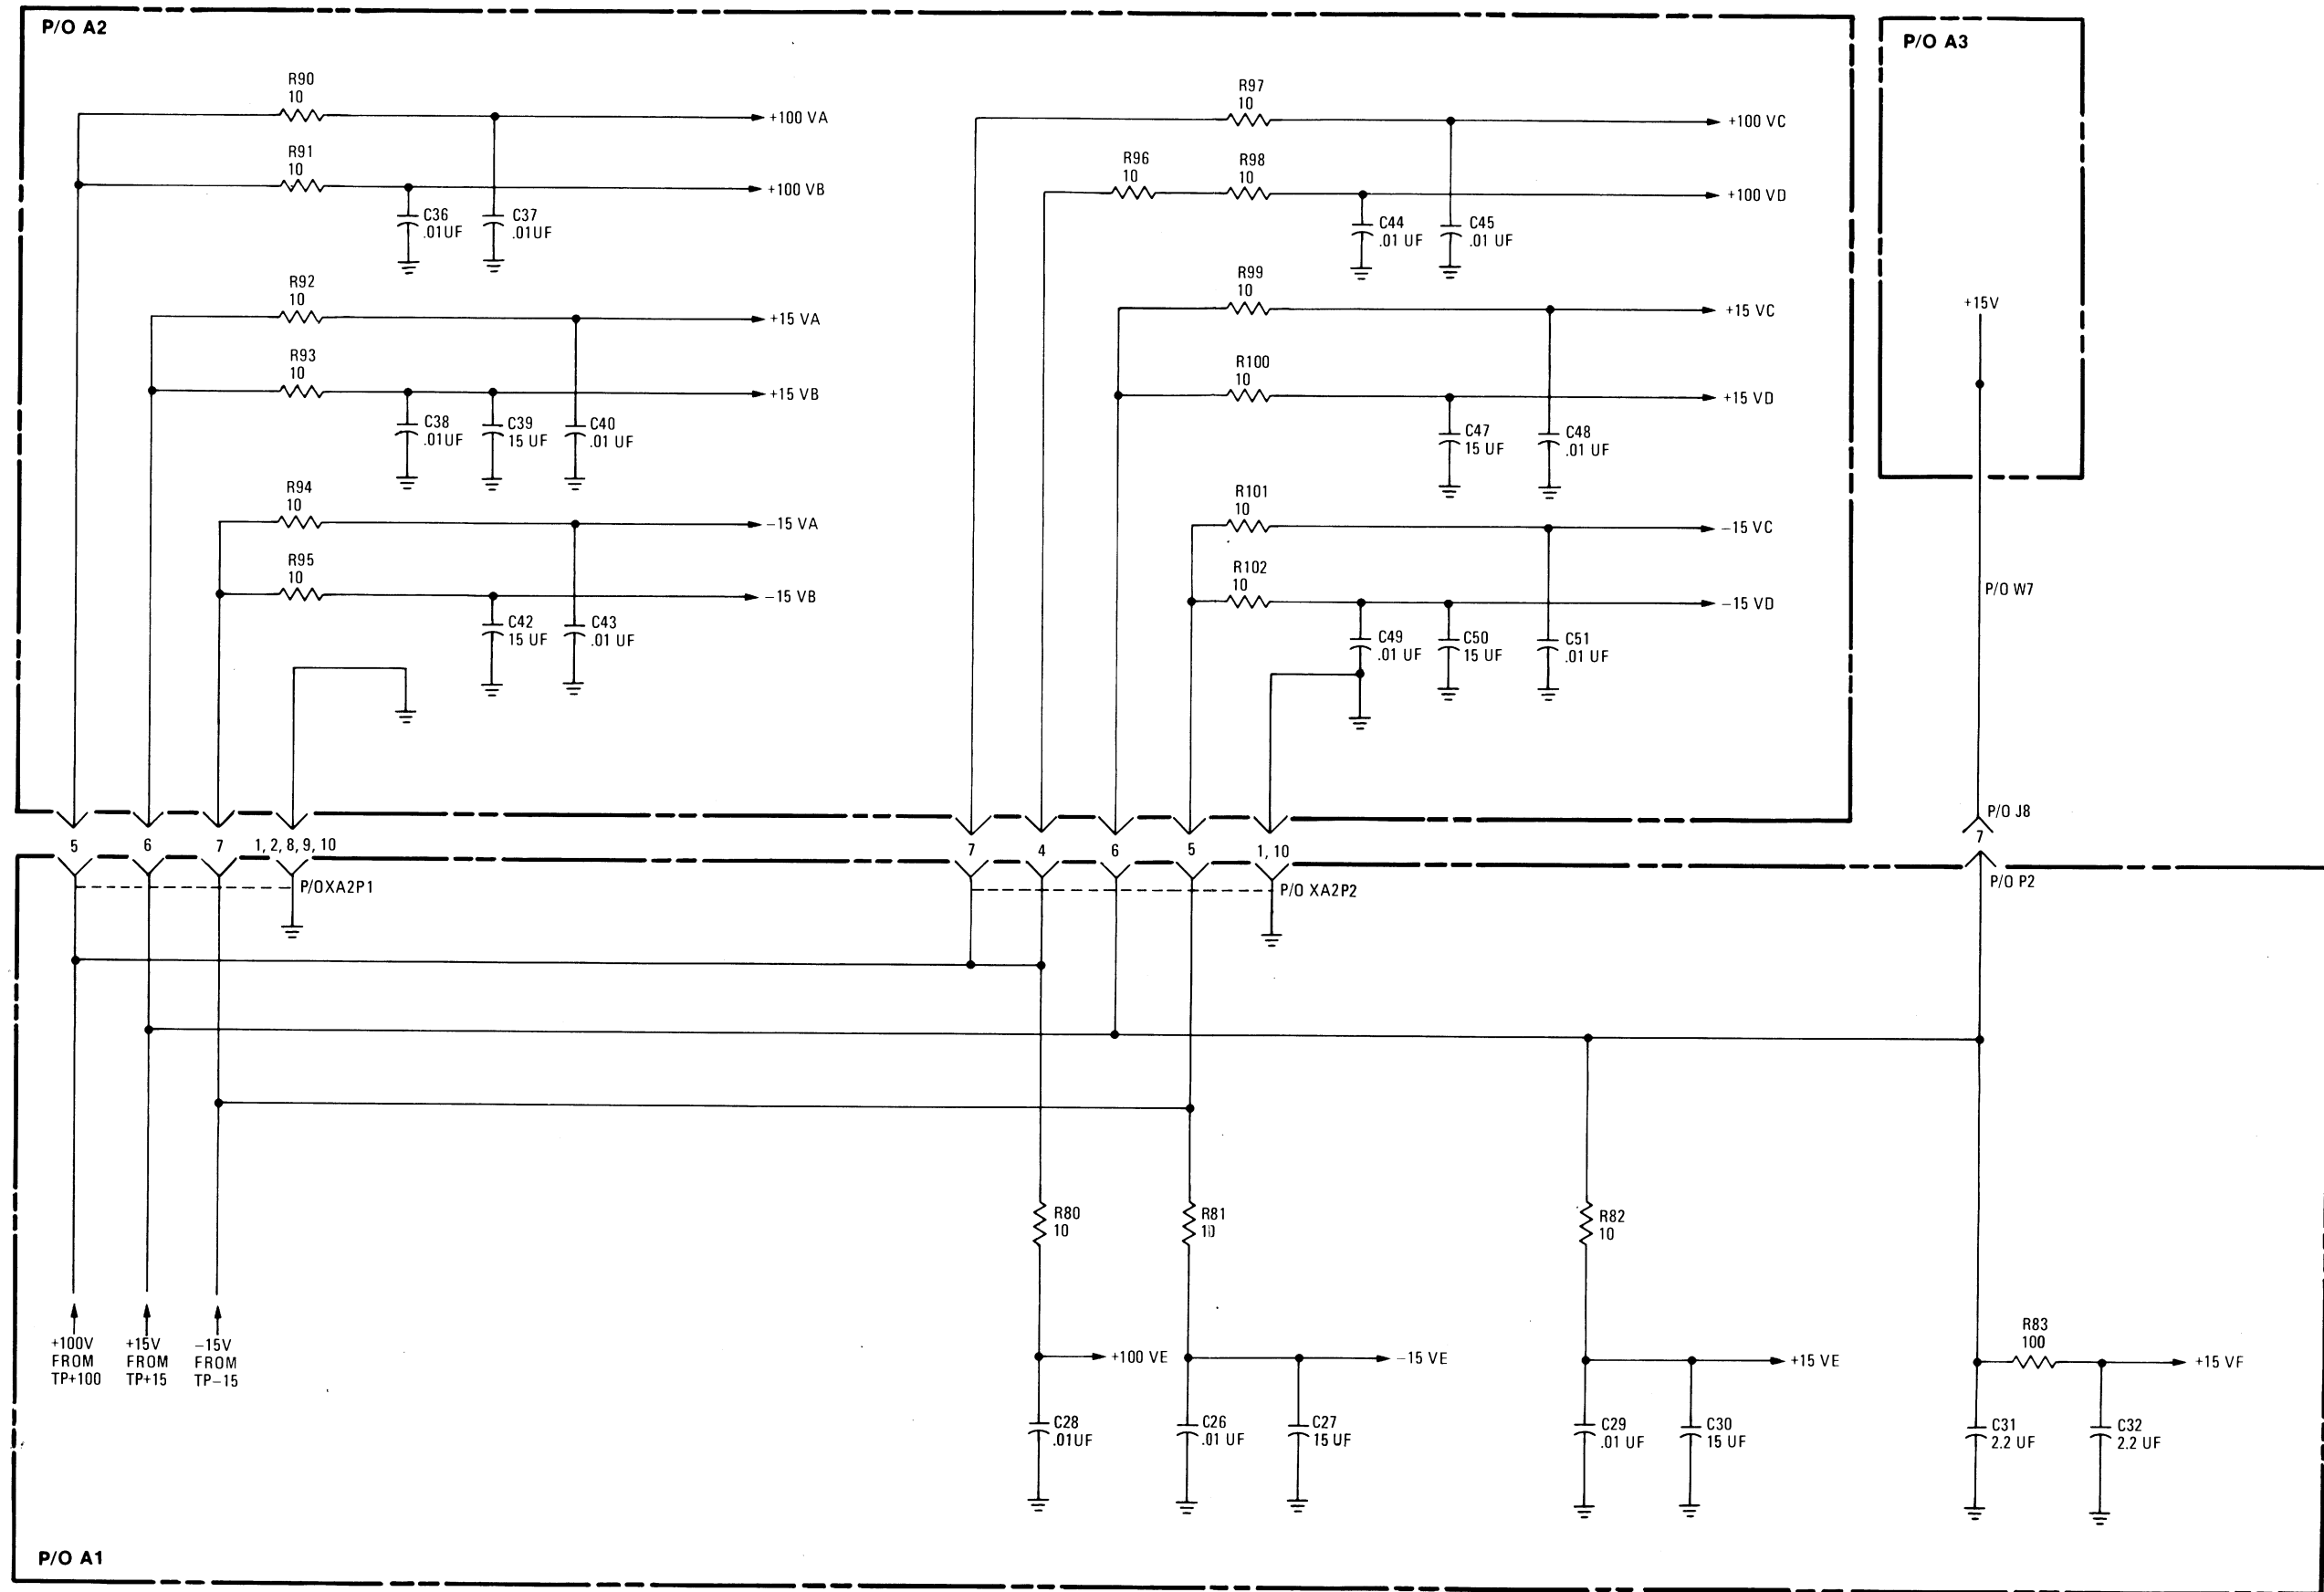 P/O A2
R90
10
+100 VA
R91
10
+100 VB
C36
.01UF
C37
.01UF
R92
10
+15 VA
R93
10
+15 VB
C38
.01UF
C39
15 UF
C40
.01 UF
R94
10
−15 VA
R95
10
−15 VB
C42
15 UF
C43
.01 UF
R97
10
+100 VC
R96
10
R98
10
+100 VD
C44
.01 UF
C45
.01 UF
R99
10
+15 VC
R100
10
+15 VD
C47
15 UF
C48
.01 UF
R101
10
−15 VC
R102
10
−15 VD
C49
.01 UF
C50
15 UF
C51
.01 UF
P/O A3
+15V
P/O W7
P/O J8
7
P/O P2
5
6
7
1, 2, 8, 9, 10
P/OXA2P1
7
4
6
5
1, 10
P/O XA2P2
R80
10
R81
10
R82
10
R83
100
+100V
FROM
TP+100
+15V
FROM
TP+15
−15V
FROM
TP−15
+100 VE
−15 VE
+15 VE
+15 VF
C28
.01UF
C26
.01 UF
C27
15 UF
C29
.01 UF
C30
15 UF
C31
2.2 UF
C32
2.2 UF
P/O A1